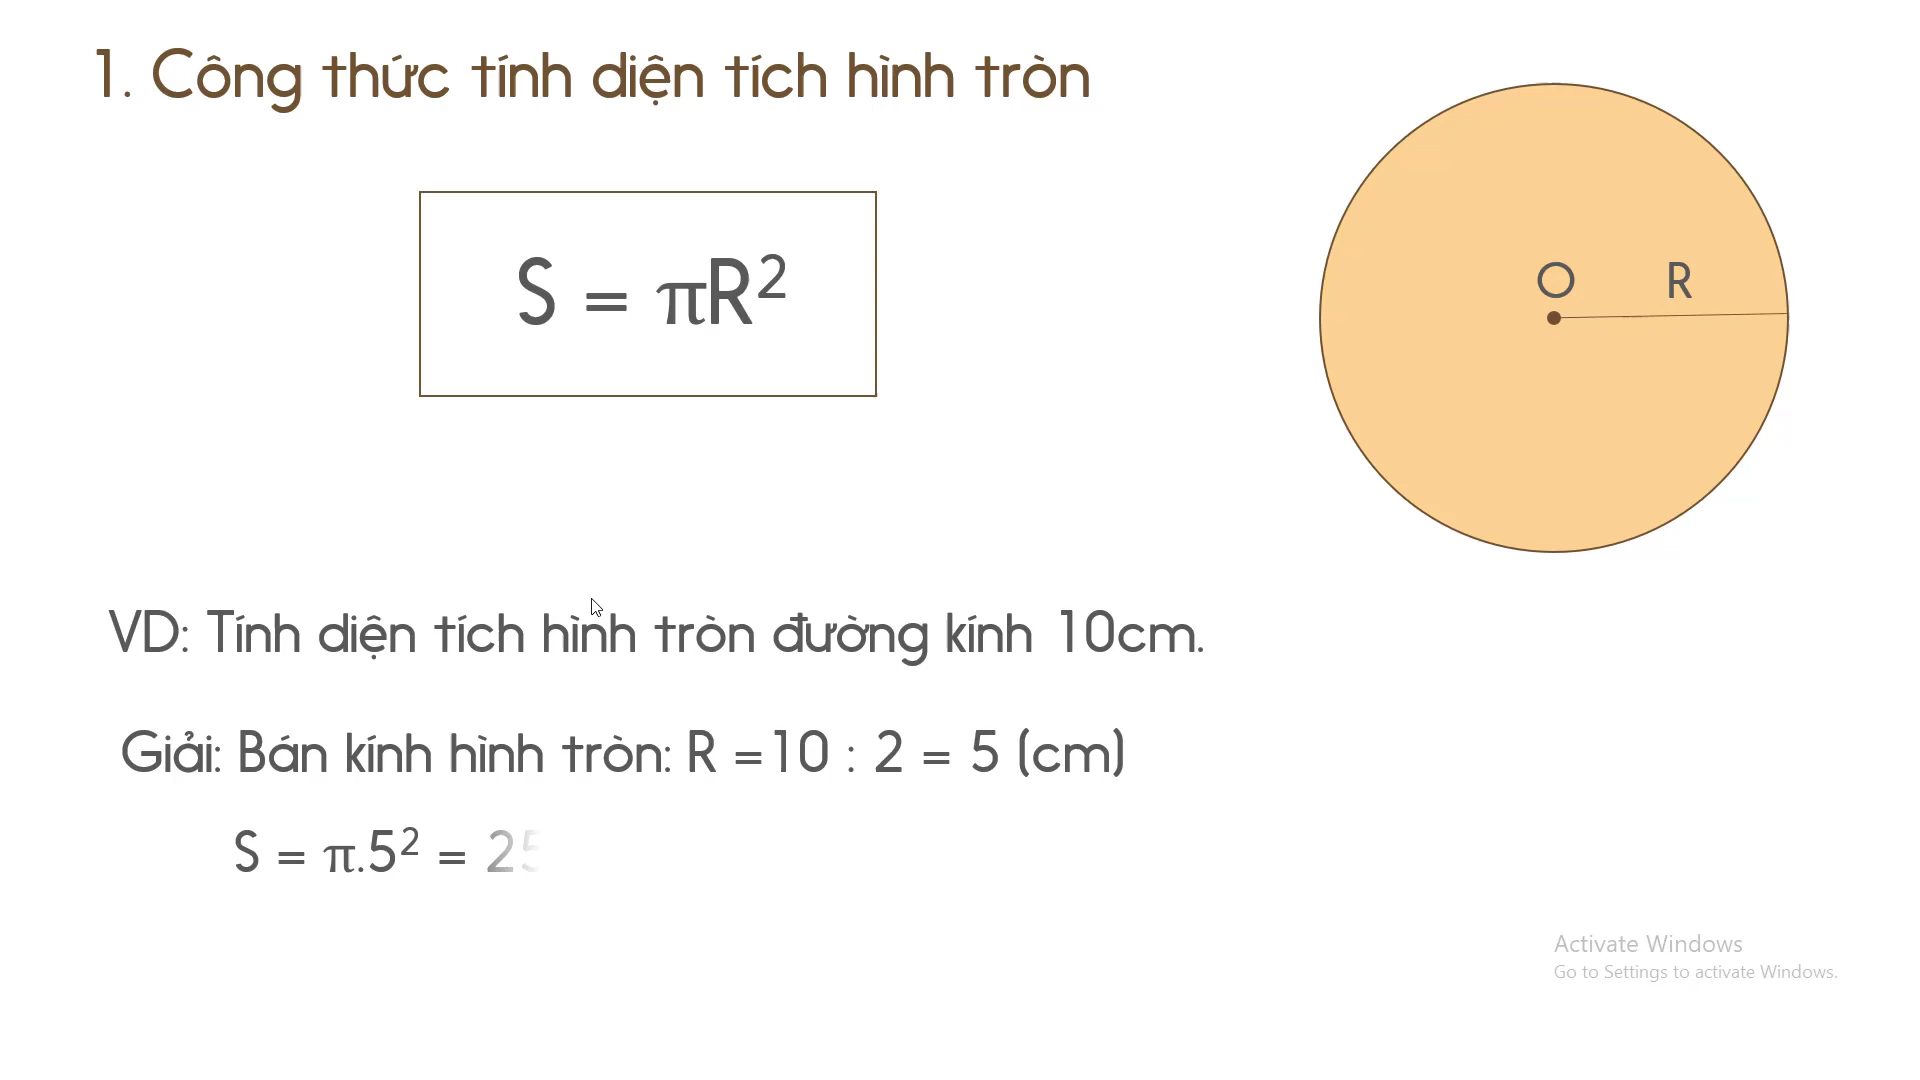 1. Công thức tính diện tích hình tròn
S = πR²
O R
VD: Tính diện tích hình tròn đường kính 10cm.
Giải: Bán kính hình tròn: R =10 : 2 = 5 (cm)
S = π.5² = 25
Activate Windows
Go to Settings to activate Windows.